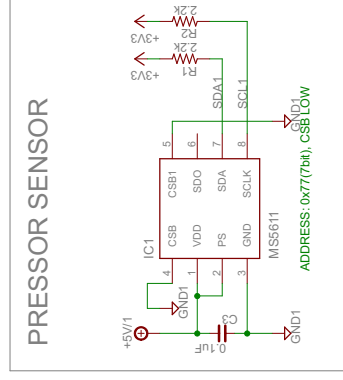 PRESSOR SENSOR
+3V3
R2
2.2k
+3V3
R1
2.2k
SDA1
SCL1
GND1
5
6
7
8
CSB1
SDO
SDA
SCLK
IC1
MS5611
CSB
VDD
PS
GND
4
1
2
3
GND1
+5V/1
C3
0.1uF
GND1
ADDRESS: 0x77(7bit), CSB LOW